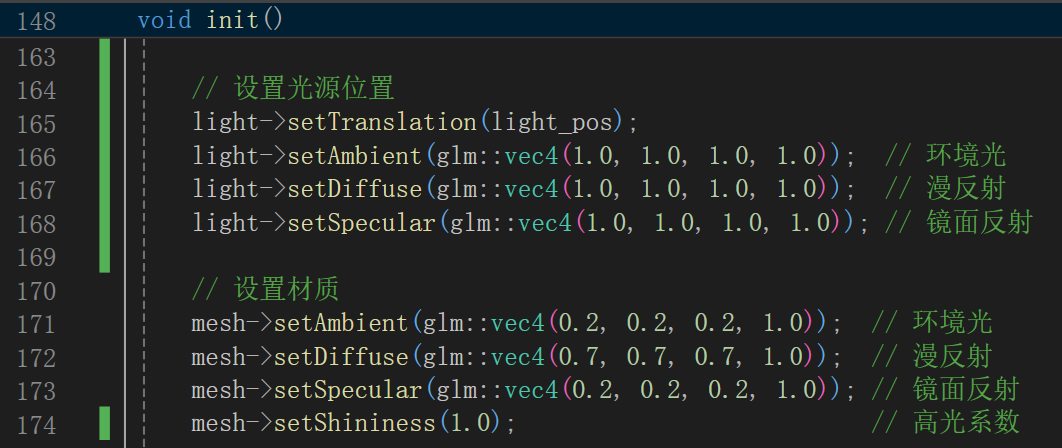 148 void init()
163
164 // 设置光源位置
165 light->setTranslation(light_pos);
166 light->setAmbient(glm::vec4(1.0, 1.0, 1.0, 1.0)); // 环境光
167 light->setDiffuse(glm::vec4(1.0, 1.0, 1.0, 1.0)); // 漫反射
168 light->setSpecular(glm::vec4(1.0, 1.0, 1.0, 1.0)); // 镜面反射
169
170 // 设置材质
171 mesh->setAmbient(glm::vec4(0.2, 0.2, 0.2, 1.0)); // 环境光
172 mesh->setDiffuse(glm::vec4(0.7, 0.7, 0.7, 1.0)); // 漫反射
173 mesh->setSpecular(glm::vec4(0.2, 0.2, 0.2, 1.0)); // 镜面反射
174 mesh->setShininess(1.0); // 高光系数